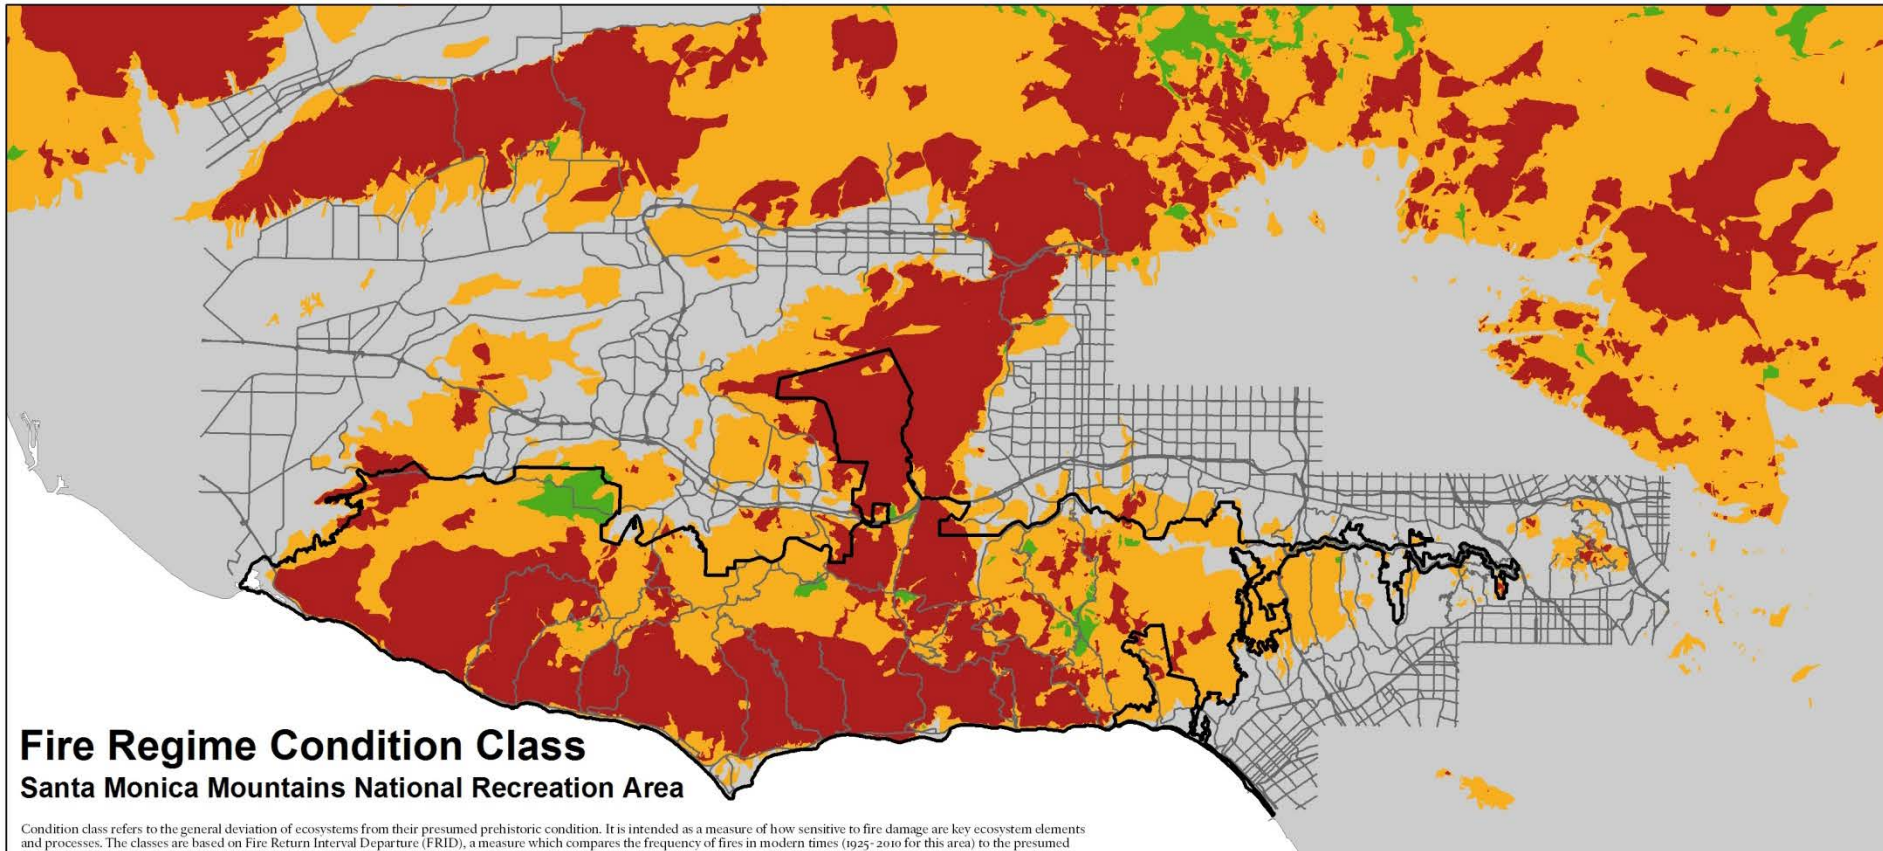 Fire Regime Condition Class
Santa Monica Mountains National Recreation Area
Condition class refers to the general deviation of ecosystems from their presumed prehistoric condition. It is intended as a measure of how sensitive to fire damage are key ecosystem elements
and processes. The classes are based on Fire Return Interval Departure (FRID), a measure which compares the frequency of fires in modern times (1925-2010 for this area) to the presumed